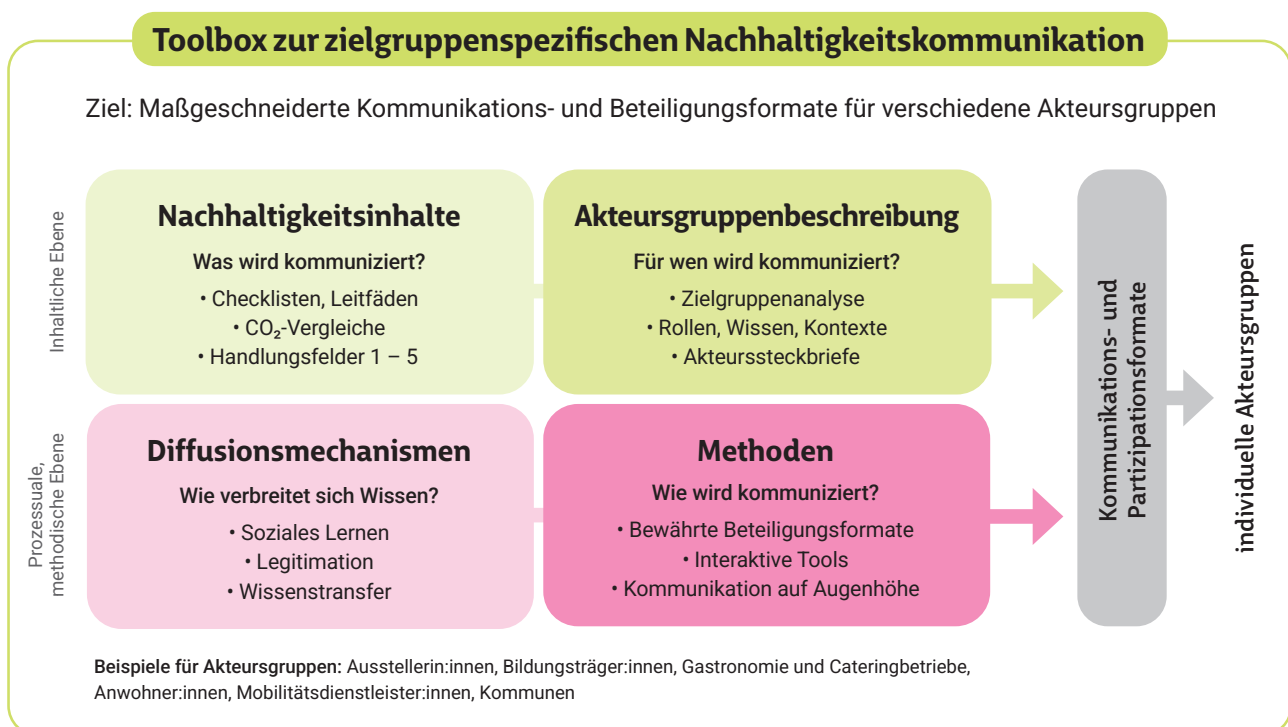 Toolbox zur zielgruppenspezifischen Nachhaltigkeitskommunikation
Ziel: Maßgeschneiderte Kommunikations- und Beteiligungsformate für verschiedene Akteursgruppen
Inhaltliche Ebene
Nachhaltigkeitsinhalte
Was wird kommuniziert?
• Checklisten, Leitfäden
• CO₂-Vergleiche
• Handlungsfelder 1 – 5
Akteursgruppenbeschreibung
Für wen wird kommuniziert?
• Zielgruppenanalyse
• Rollen, Wissen, Kontexte
• Akteurssteckbriefe
Prozessuale,
methodische Ebene
Diffusionsmechanismen
Wie verbreitet sich Wissen?
• Soziales Lernen
• Legitimation
• Wissenstransfer
Methoden
Wie wird kommuniziert?
• Bewährte Beteiligungsformate
• Interaktive Tools
• Kommunikation auf Augenhöhe
Kommunikations- und
Partizipationsformate
individuelle Akteursgruppen
Beispiele für Akteursgruppen: Ausstellerin:innen, Bildungsträger:innen, Gastronomie und Cateringbetriebe,
Anwohner:innen, Mobilitätsdienstleister:innen, Kommunen